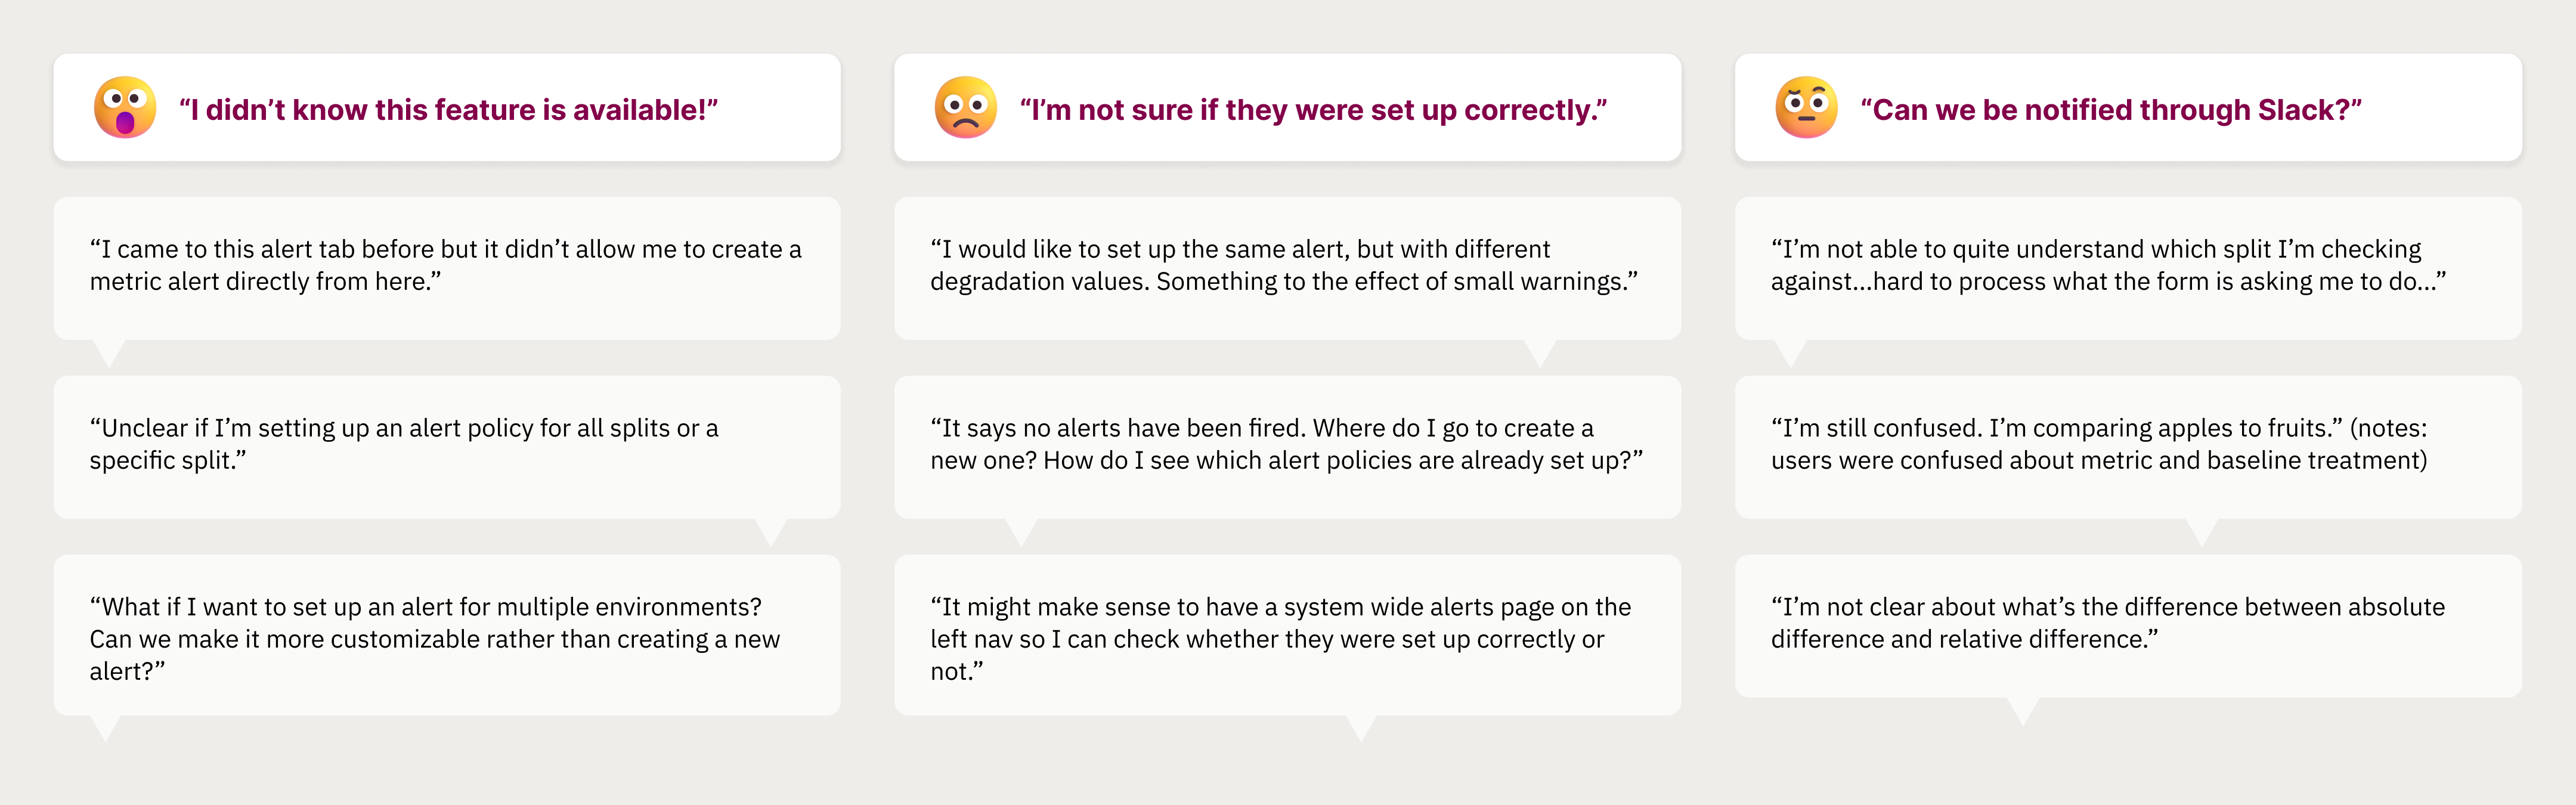 “I didn’t know this feature is available!”
“I came to this alert tab before but it didn’t allow me to create a
metric alert directly from here.”
“Unclear if I’m setting up an alert policy for all splits or a
specific split.”
“What if I want to set up an alert for multiple environments?
Can we make it more customizable rather than creating a new
alert?”
“I’m not sure if they were set up correctly.”
“I would like to set up the same alert, but with different
degradation values. Something to the effect of small warnings.”
“It says no alerts have been fired. Where do I go to create a
new one? How do I see which alert policies are already set up?”
“It might make sense to have a system wide alerts page on the
left nav so I can check whether they were set up correctly or
not.”
“Can we be notified through Slack?”
“I’m not able to quite understand which split I’m checking
against...hard to process what the form is asking me to do...”
“I’m still confused. I’m comparing apples to fruits.” (notes:
users were confused about metric and baseline treatment)
“I’m not clear about what’s the difference between absolute
difference and relative difference.”